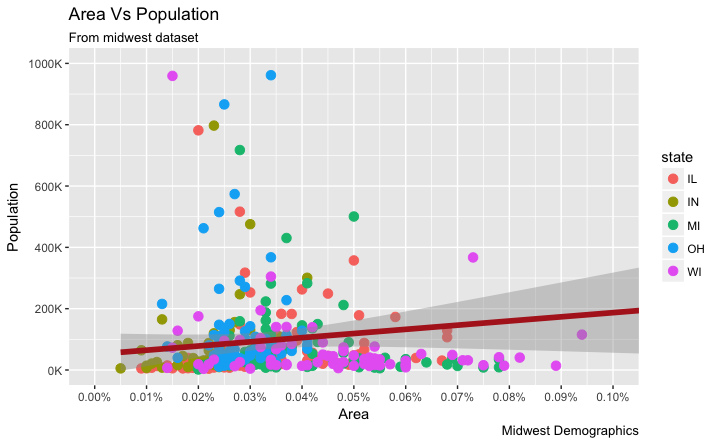 Area Vs Population
From midwest dataset
1000K
800K
600K
400K
200K
0K
Population
0.00% 0.01% 0.02% 0.03% 0.04% 0.05% 0.06% 0.07% 0.08% 0.09% 0.10%
Area
Midwest Demographics
state
IL
IN
MI
OH
WI